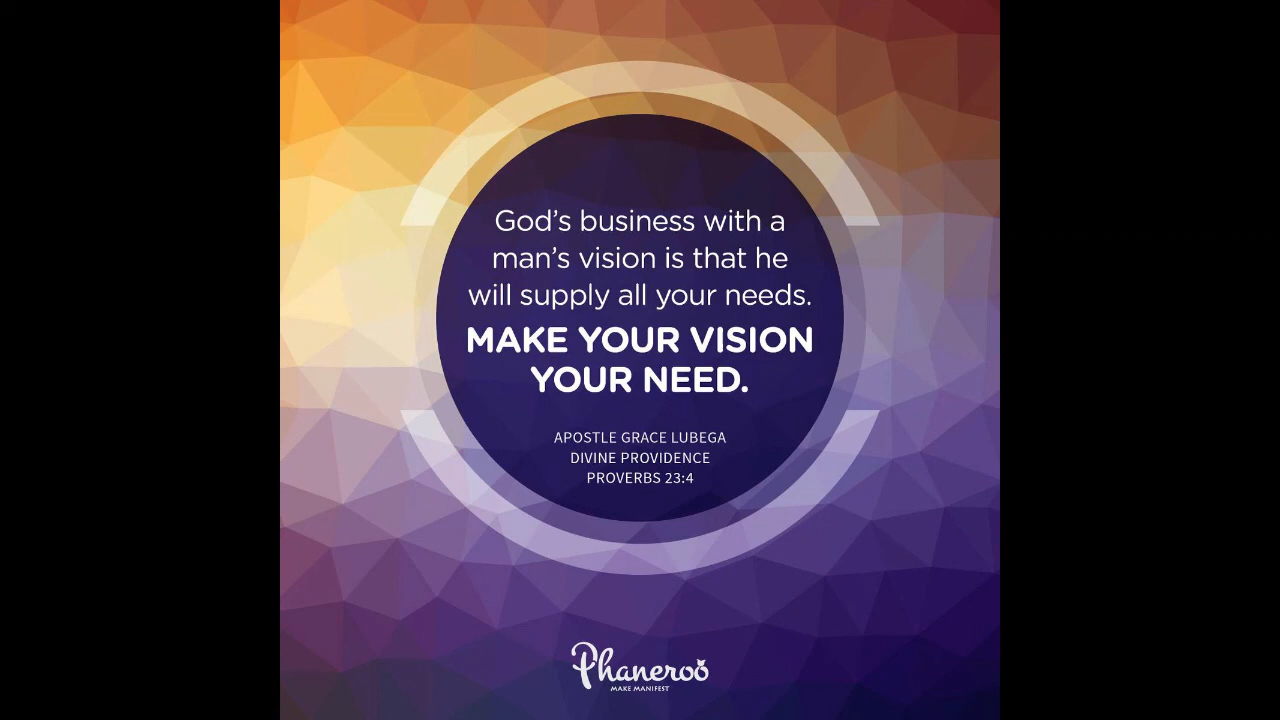 God’s business with a
man’s vision is that he
will supply all your needs.
MAKE YOUR VISION
YOUR NEED.
APOSTLE GRACE LUBEGA
DIVINE PROVIDENCE
PROVERBS 23:4
Phaneroo
MAKE MANIFEST